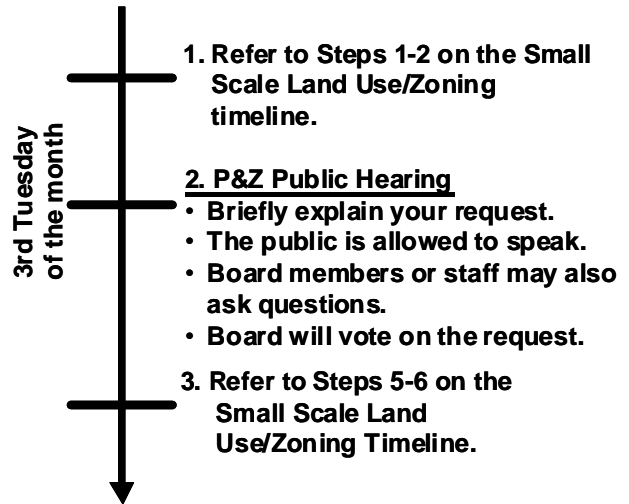 3rd Tuesday
of the month
1. Refer to Steps 1-2 on the Small
Scale Land Use/Zoning
timeline.
2. P&Z Public Hearing
• Briefly explain your request.
• The public is allowed to speak.
• Board members or staff may also
ask questions.
• Board will vote on the request.
3. Refer to Steps 5-6 on the
Small Scale Land
Use/Zoning Timeline.